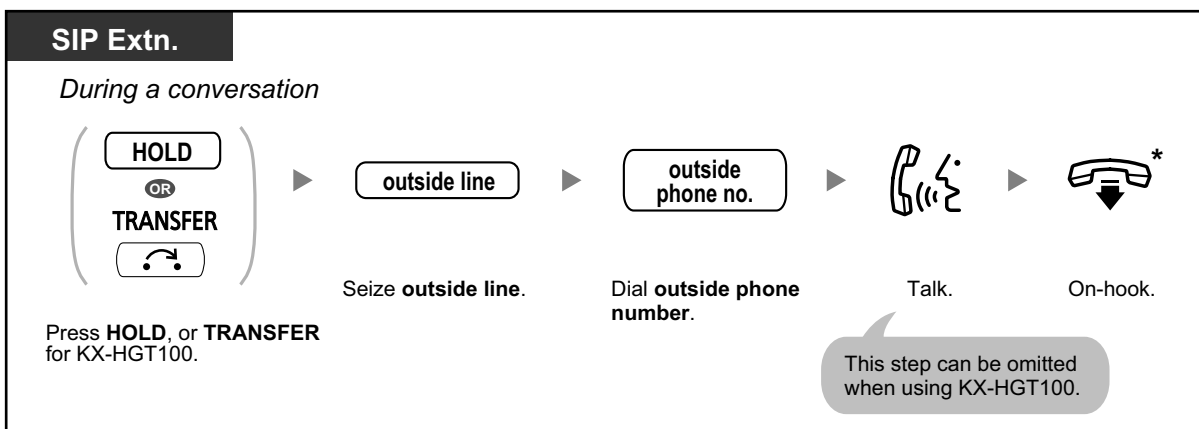 SIP Extn.
During a conversation
HOLD
OR
TRANSFER
Press HOLD, or TRANSFER
for KX-HGT100.
outside line
Seize outside line.
outside
phone no.
Dial outside phone
number.
Talk.
This step can be omitted
when using KX-HGT100.
*
On-hook.